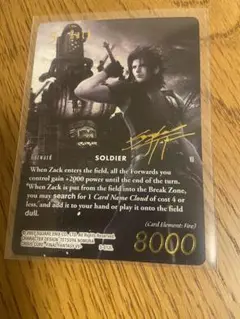 SOLDIER
When Zack enters the field, all the Forwards you
control gain +2000 power until the end of the turn.
When Zack is put from the field into the Break Zone,
you may search for 1 Card Name Cloud of cost 4 or
less, and add it to your hand or play it onto the field
dull.
(Card Element: Fire)
8000